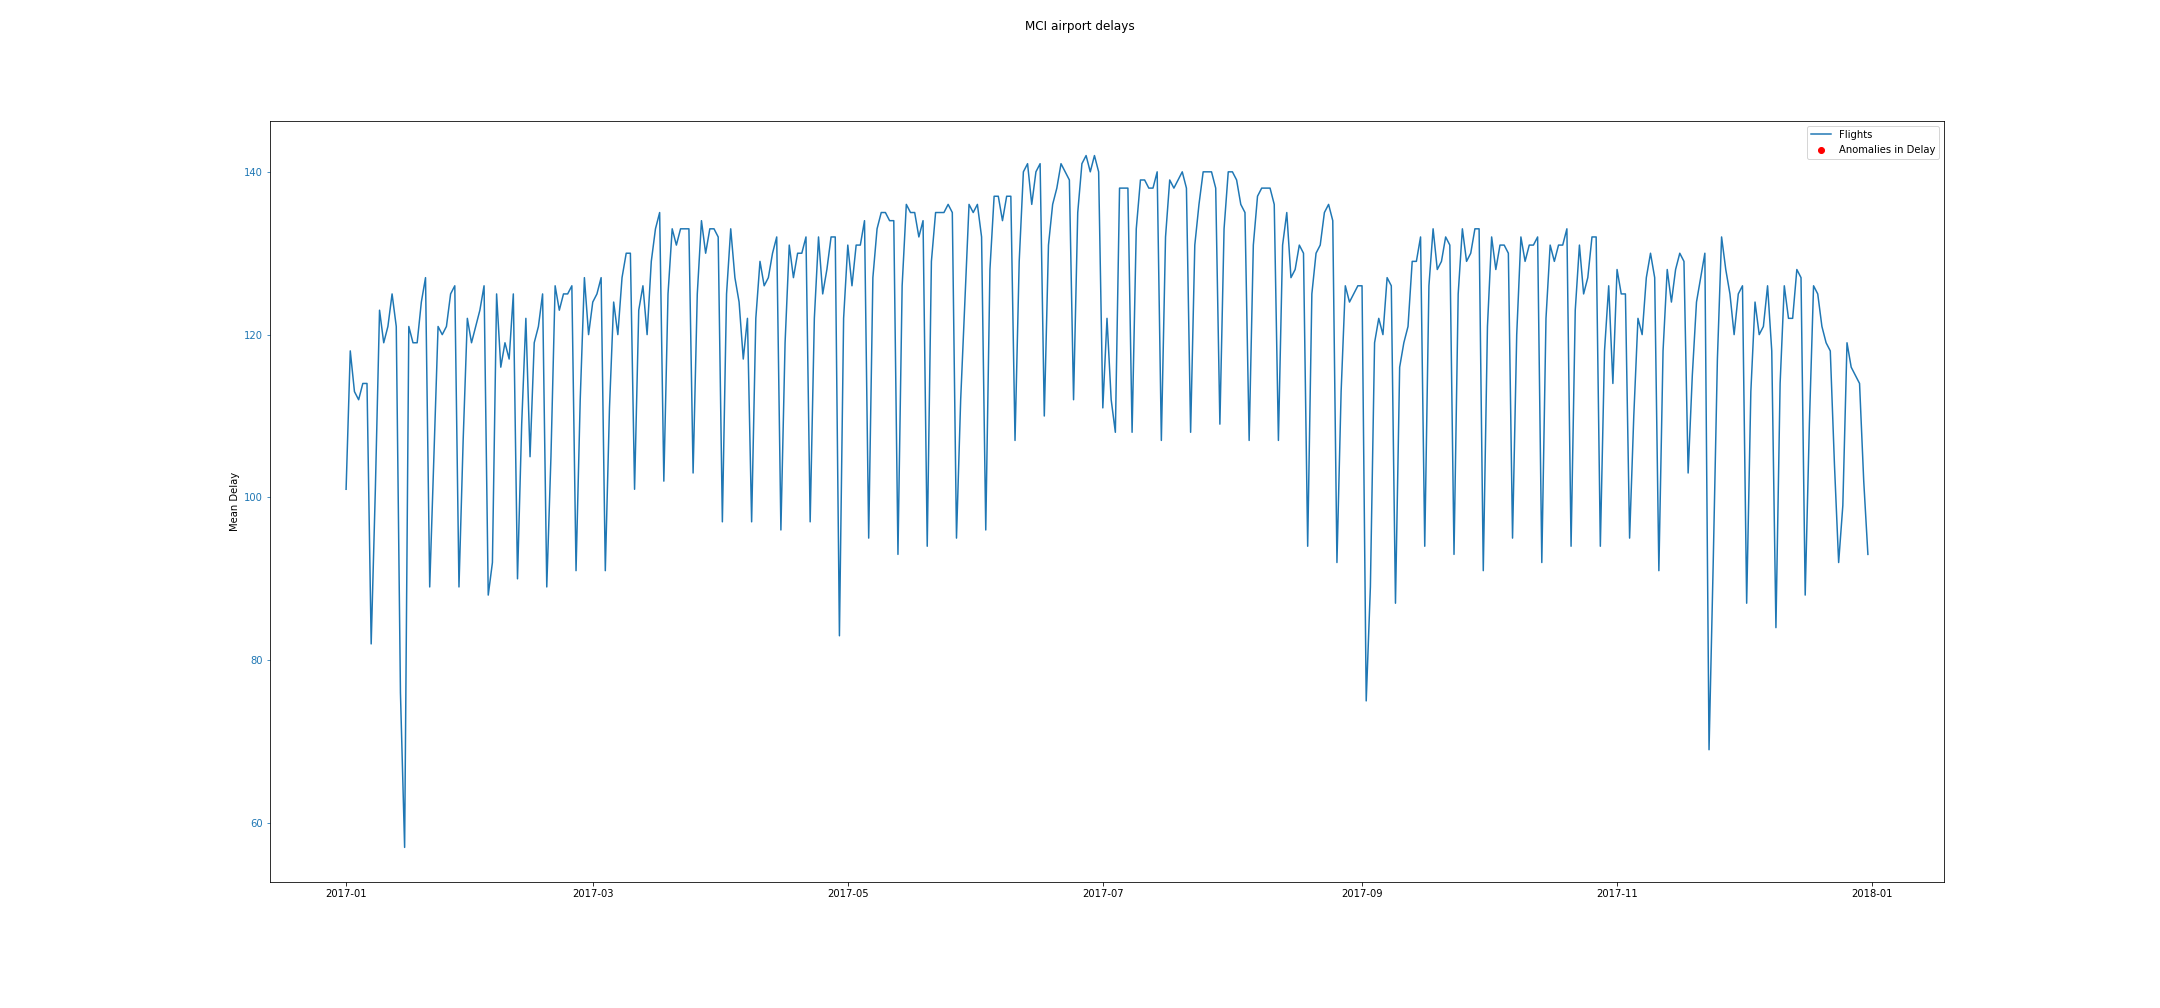 MCI airport delays
Flights
Anomalies in Delay
Mean Delay
140
120
100
80
60
2017-01 2017-03 2017-05 2017-07 2017-09 2017-11 2018-01